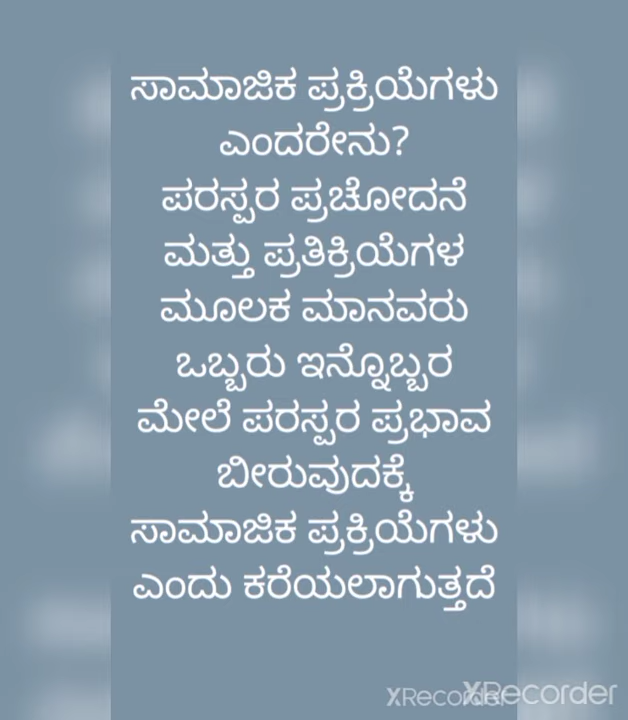 ಸಾಮಾಜಿಕ ಪ್ರಕ್ರಿಯೆಗಳು
ಎಂದರೇನು?
ಪರಸ್ಪರ ಪ್ರಚೋದನೆ
ಮತ್ತು ಪ್ರತಿಕ್ರಿಯೆಗಳ
ಮೂಲಕ ಮಾನವರು
ಒಬ್ಬರು ಇನ್ನೊಬ್ಬರ
ಮೇಲೆ ಪರಸ್ಪರ ಪ್ರಭಾವ
ಬೀರುವುದಕ್ಕೆ
ಸಾಮಾಜಿಕ ಪ್ರಕ್ರಿಯೆಗಳು
ಎಂದು ಕರೆಯಲಾಗುತ್ತದೆ
XRecorder XRecorder